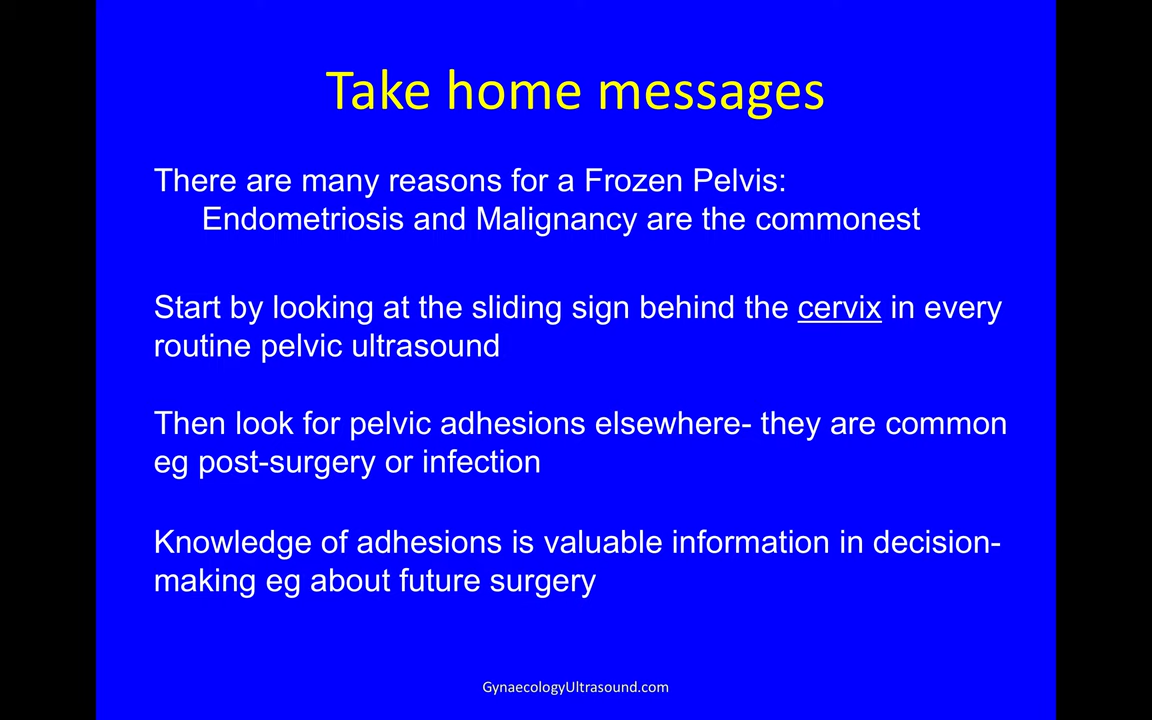 Take home messages
There are many reasons for a Frozen Pelvis:
Endometriosis and Malignancy are the commonest
Start by looking at the sliding sign behind the cervix in every
routine pelvic ultrasound
Then look for pelvic adhesions elsewhere- they are common
eg post-surgery or infection
Knowledge of adhesions is valuable information in decision-
making eg about future surgery
GynaecologyUltrasound.com